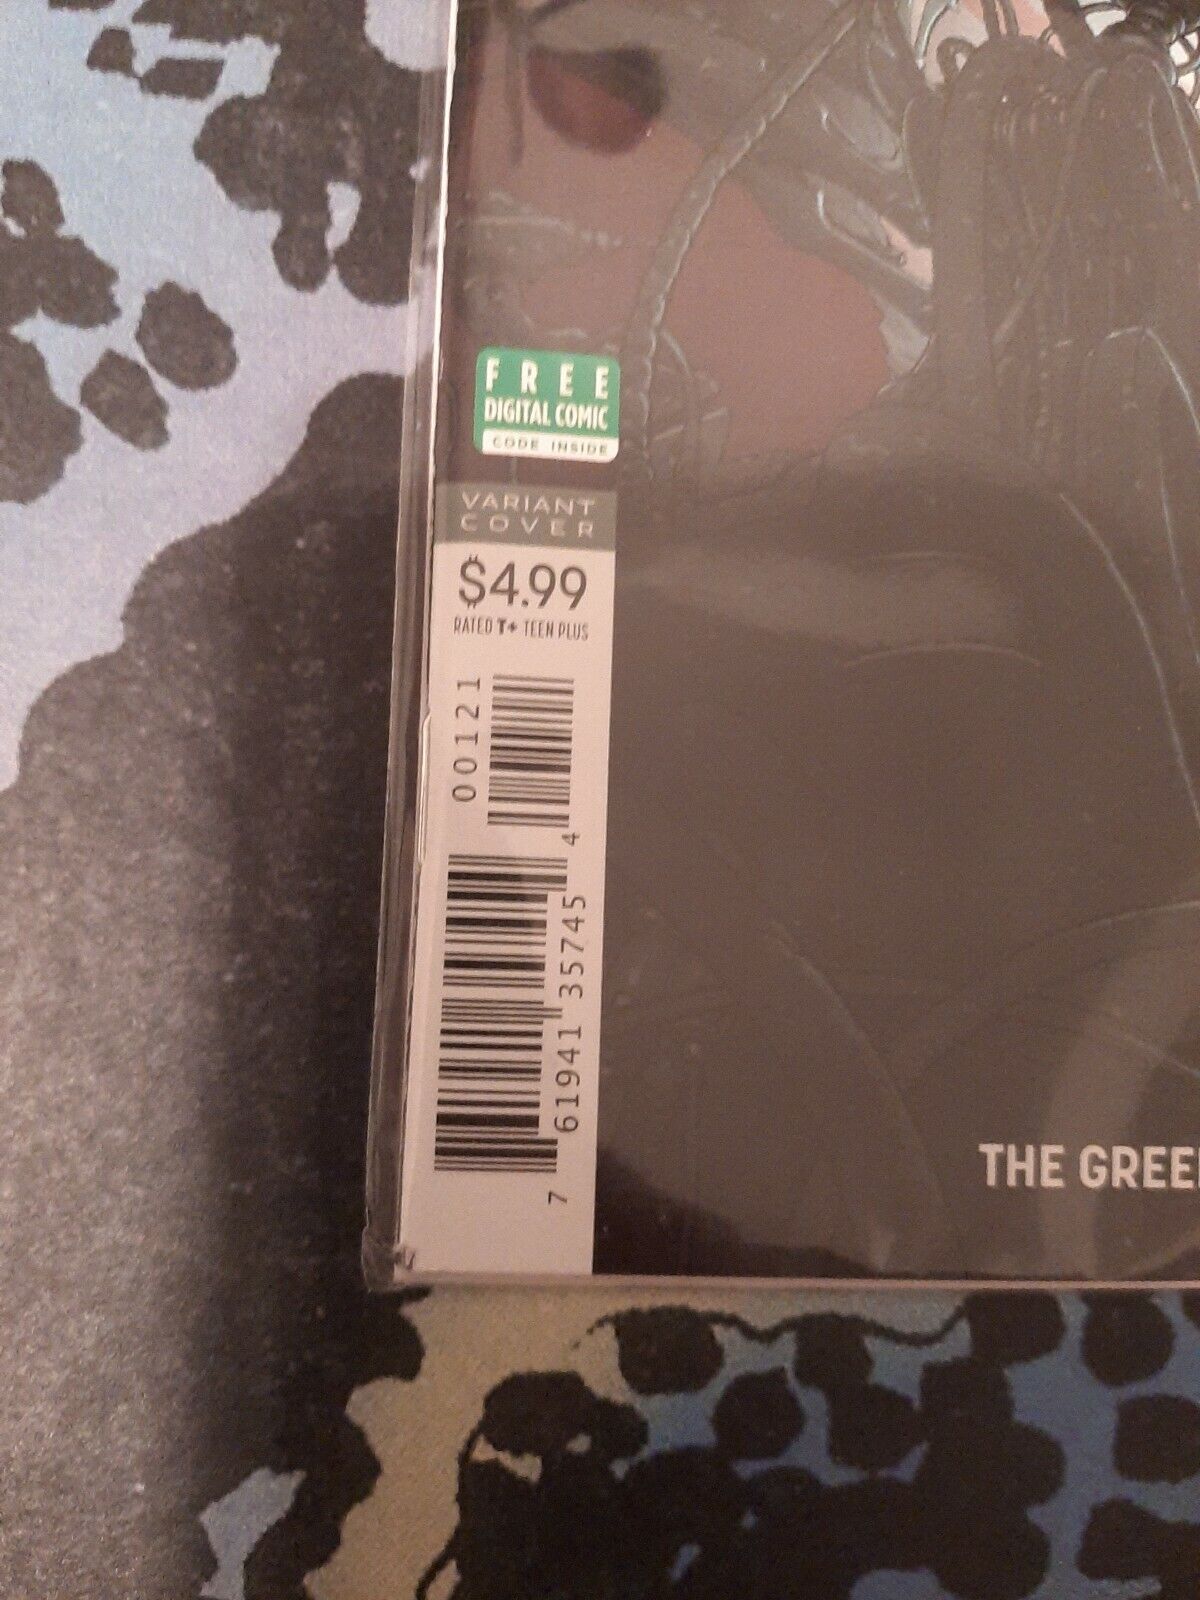 FREE
DIGITAL COMIC
CODE INSIDE
VARIANT
COVER
$4.99
RATED T+ TEEN PLUS
00121
4
7 61941 35745
THE GREE